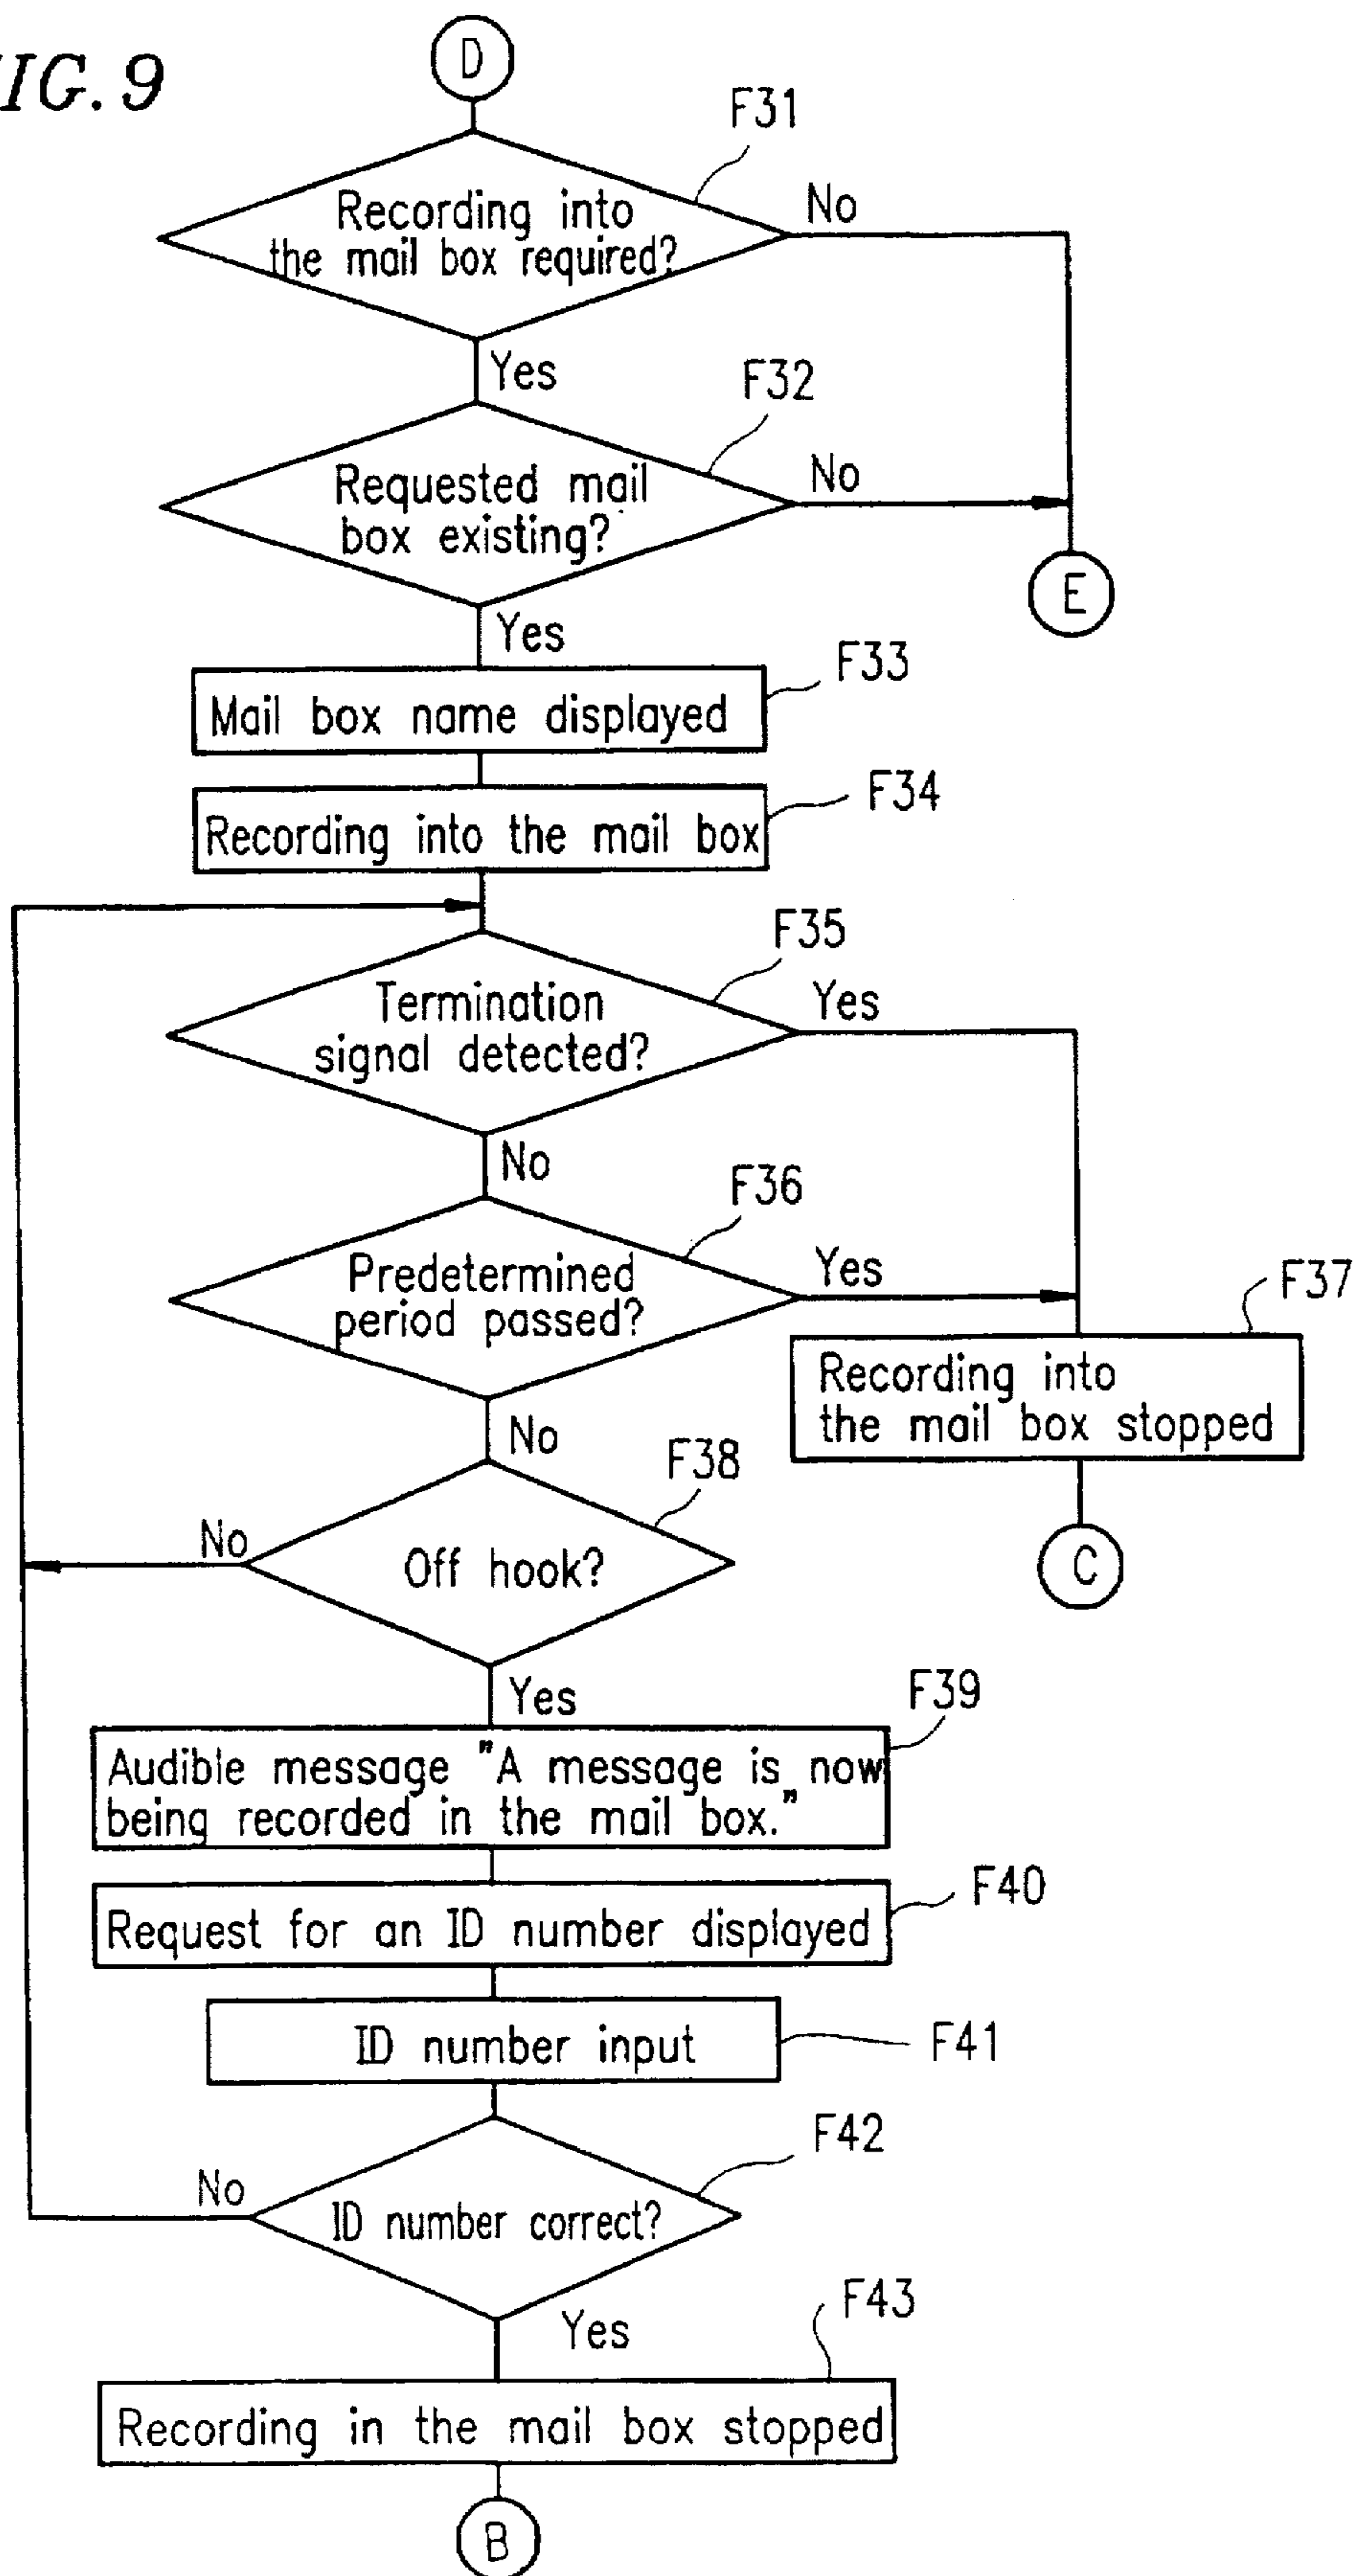 FIG. 9
D
F31
Recording into
the mail box required?
No
Yes
F32
Requested mail
box existing?
No
E
Yes
F33
Mail box name displayed
F34
Recording into the mail box
F35
Termination
signal detected?
Yes
No
F36
Predetermined
period passed?
Yes
F37
Recording into
the mail box stopped
No
F38
No
Off hook?
C
Yes
F39
Audible message "A message is now
being recorded in the mail box."
F40
Request for an ID number displayed
ID number input
F41
F42
No
ID number correct?
F43
Yes
Recording in the mail box stopped
B